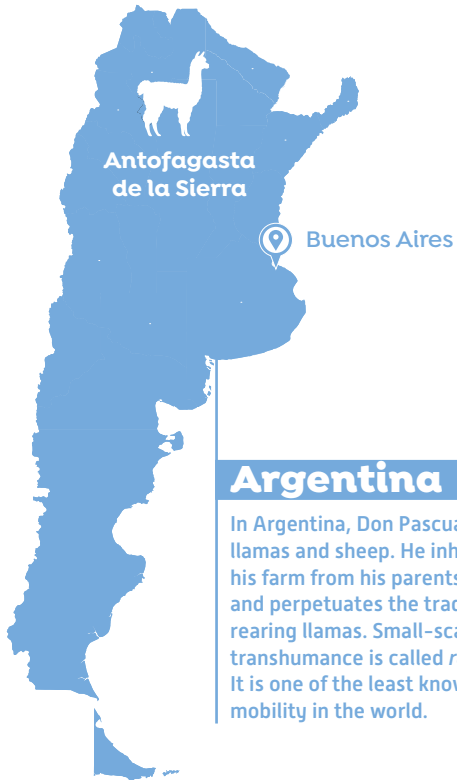 Antofagasta
de la Sierra
Buenos Aires
Argentina
In Argentina, Don
llamas and sheep. He
his farm from his parents
and perpetuates the
rearing llamas.
transhumance is called
It is one of the least
mobility in the world.